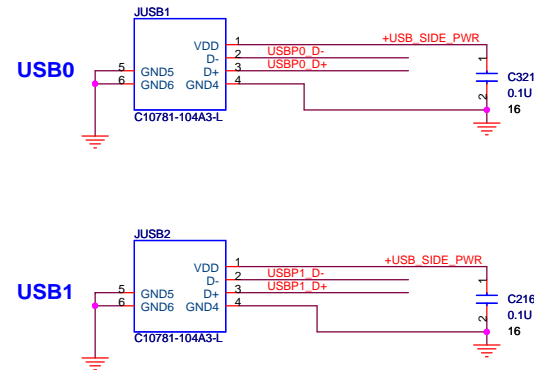 JUSB1
+USB_SIDE_PWR
VDD 1
USBP0_D-
D- 2
USBP0_D+
USB0
5 GND5 D+ 3
6 GND6 GND4 4
1
C321
0.1U
2
16
C10781-104A3-L
JUSB2
+USB_SIDE_PWR
VDD 1
USBP1_D-
D- 2
USBP1_D+
USB1
5 GND5 D+ 3
6 GND6 GND4 4
1
C216
0.1U
2
16
C10781-104A3-L